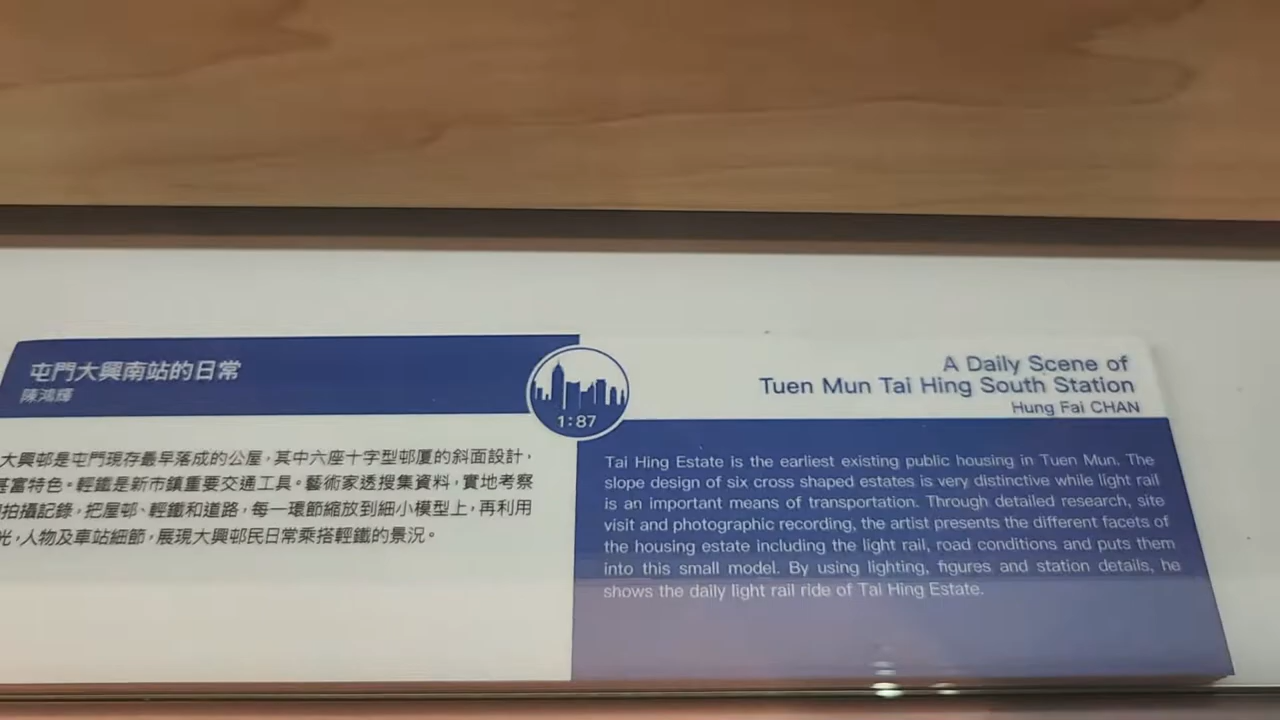 屯門大興南站的日常
陳鴻輝
大興邨是屯門現存最早落成的公屋，其中六座十字型邨厦的斜面設計，
甚富特色。輕鐵是新市鎮重要交通工具。藝術家透搜集資料，實地考察
拍攝記錄，把屋邨、輕鐵和道路，每一環節縮放到細小模型上，再利用
光，人物及車站細節，展現大興邨民日常乘搭輕鐵的景況。
1:87
A Daily Scene of
Tuen Mun Tai Hing South Station
Hung Fai CHAN
Tai Hing Estate is the earliest existing public housing in Tuen Mun. The
slope design of six cross shaped estates is very distinctive while light rail
is an important means of transportation. Through detailed research, site
visit and photographic recording, the artist presents the different facets of
the housing estate including the light rail, road conditions and puts them
into this small model. By using lighting, figures and station details, he
shows the daily light rail ride of Tai Hing Estate.